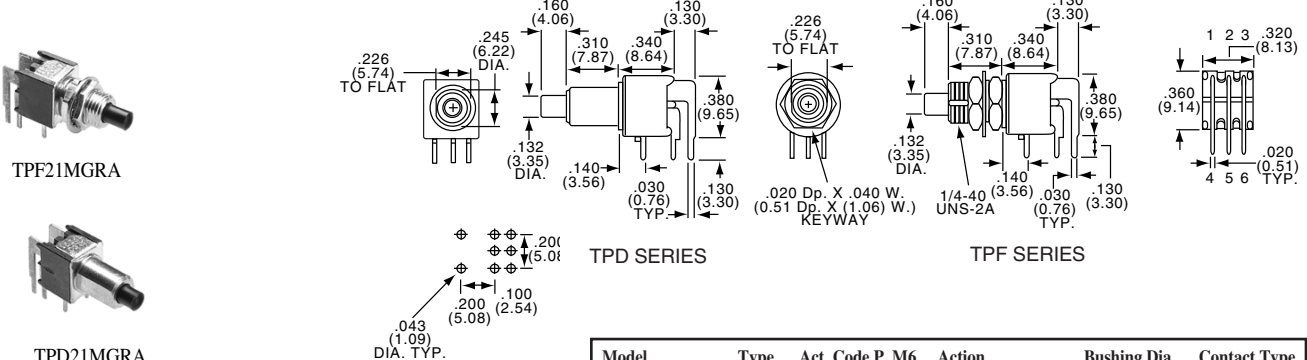 TPF21MGRA
TPD21MGRA
.226
(5.74)
TO FLAT
.245
(6.22)
DIA.
.160
(4.06)
.310
(7.87)
.340
(8.64)
.130
(3.30)
.380
(9.65)
.132
(3.35)
DIA.
.140
(3.56)
.030
(0.76)
TYP.
.130
(3.30)
TPD SERIES
.226
(5.74)
TO FLAT
.020 Dp. X .040 W.
(0.51 Dp. X (1.06) W.)
KEYWAY
.160
(4.06)
.310
(7.87)
.340
(8.64)
.130
(3.30)
.380
(9.65)
.132
(3.35)
DIA.
1/4-40
UNS-2A
.140
(3.56)
.030
(0.76)
TYP.
.130
(3.30)
TPF SERIES
1 2 3
.320
(8.13)
.360
(9.14)
.020
(0.51)
TYP.
4 5 6
.200
(5.08
.200
(5.08)
.100
(2.54)
.043
(1.09)
DIA. TYP.
Model Type Act. Code P, M6 Action Bushing Dia. Contact Type